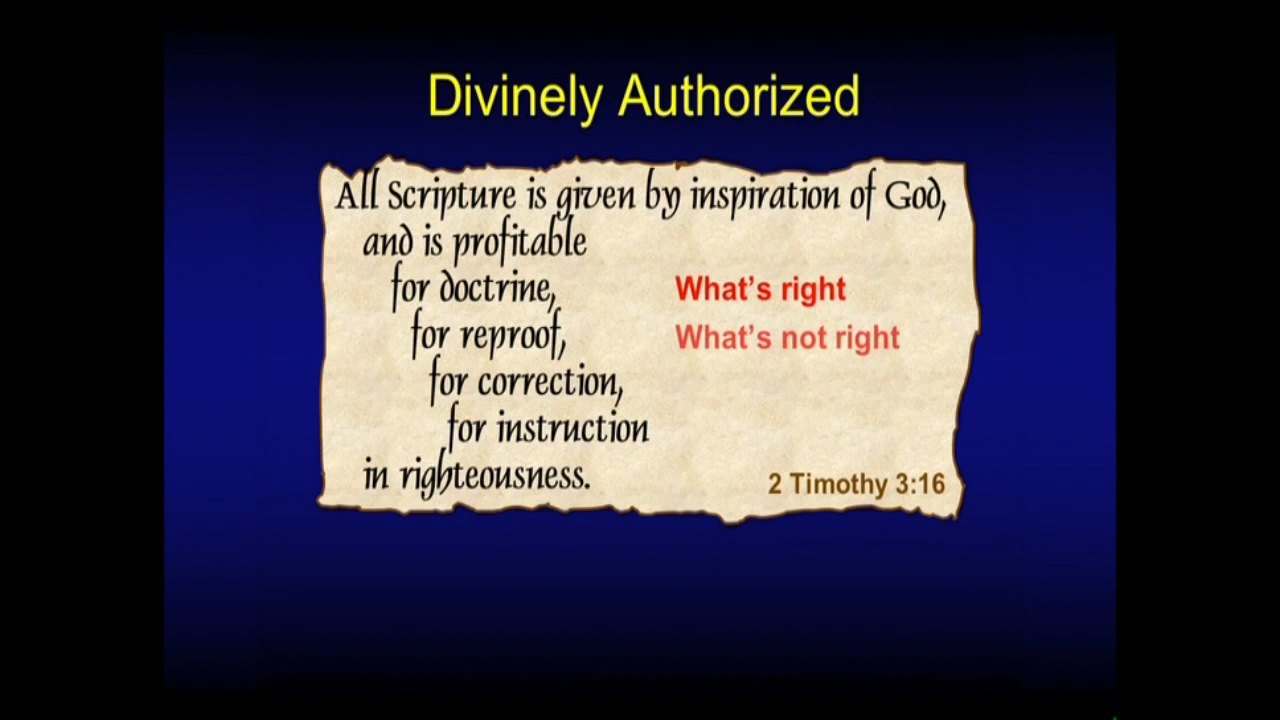 Divinely Authorized
All Scripture is given by inspiration of God,
and is profitable
for doctrine, What's right
for reproof, What's not right
for correction,
for instruction
in righteousness.
2 Timothy 3:16